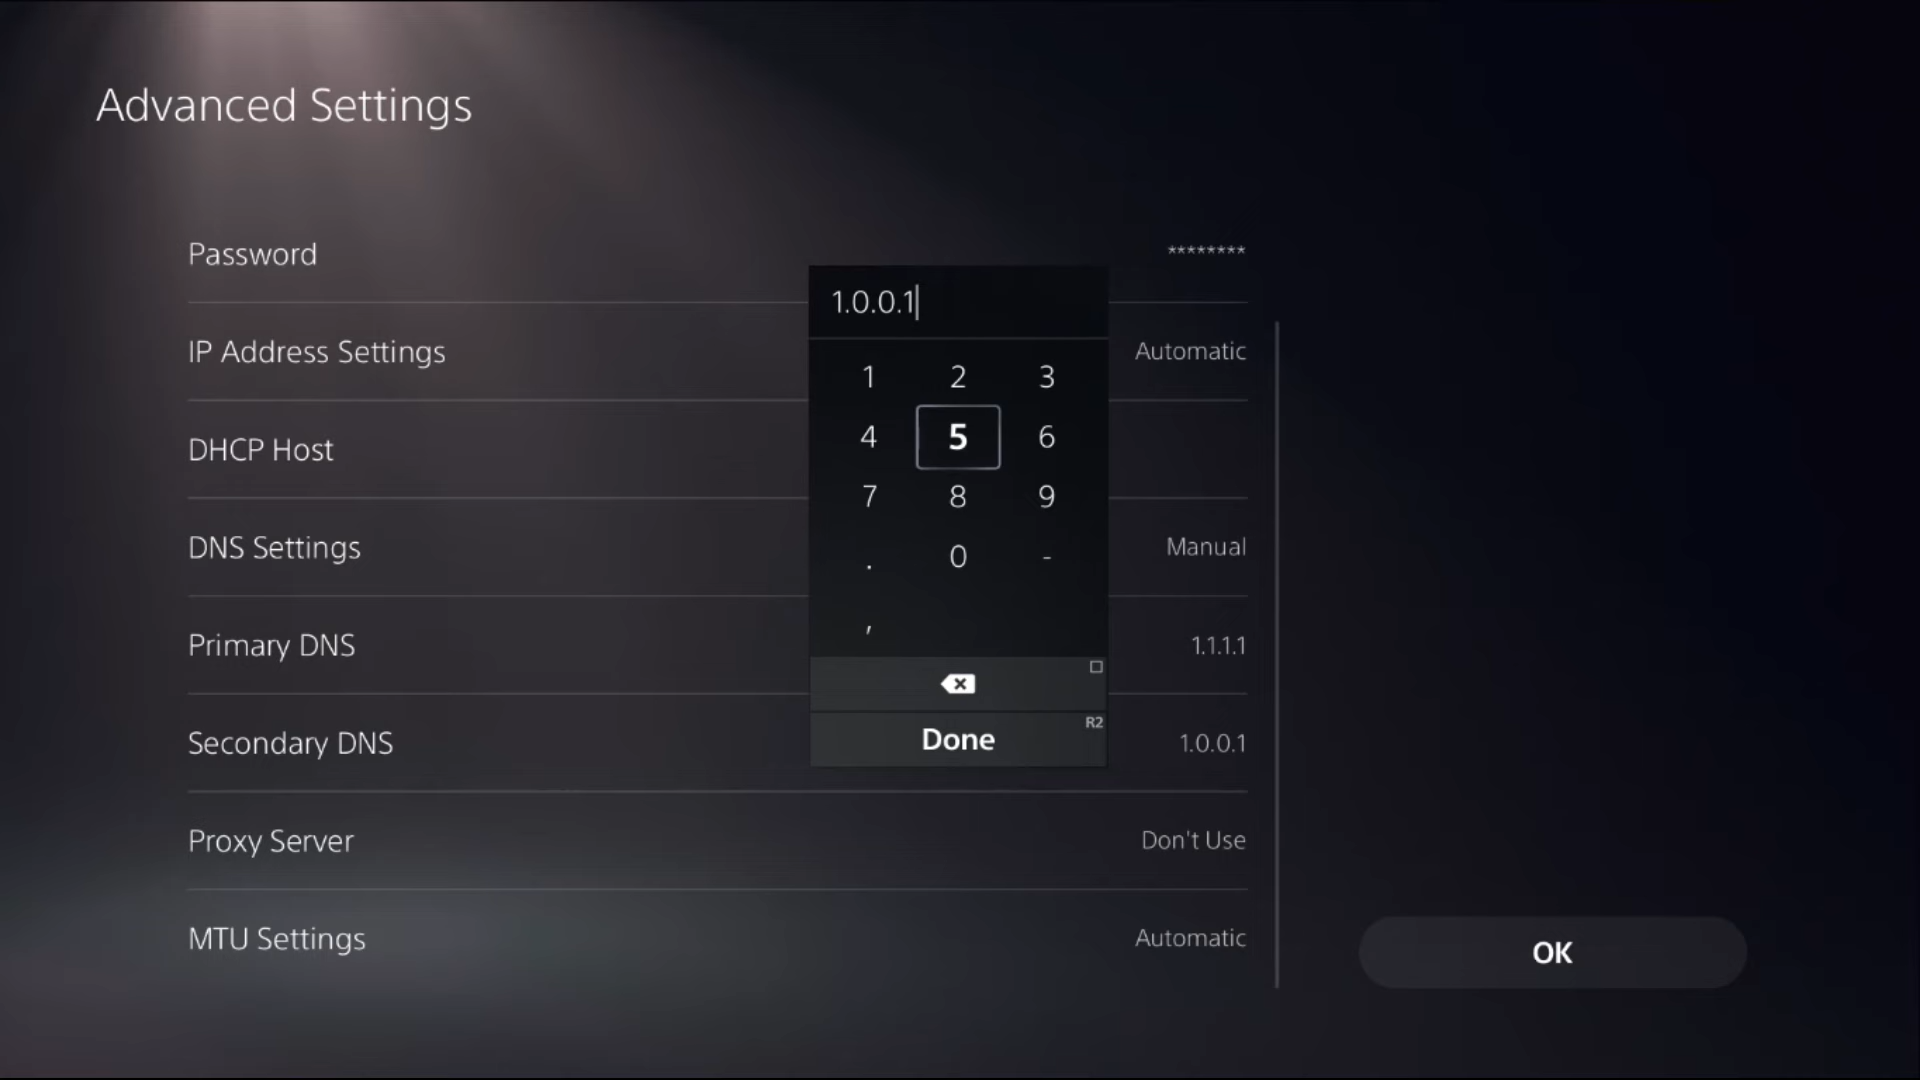 Advanced Settings
Password ********
IP Address Settings Automatic
DHCP Host
DNS Settings Manual
Primary DNS 1.1.1.1
Secondary DNS 1.0.0.1
Proxy Server Don't Use
MTU Settings Automatic
1.0.0.1
1 2 3
4 5 6
7 8 9
. 0 -
,
Done R2
OK